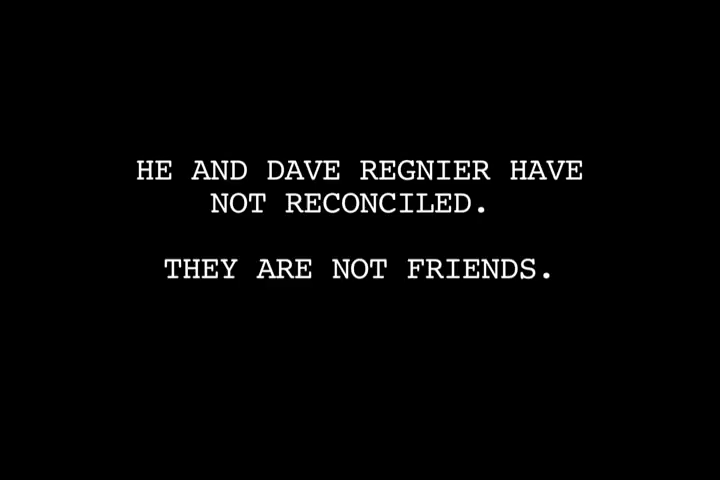 HE AND DAVE REGNIER HAVE
NOT RECONCILED.
THEY ARE NOT FRIENDS.